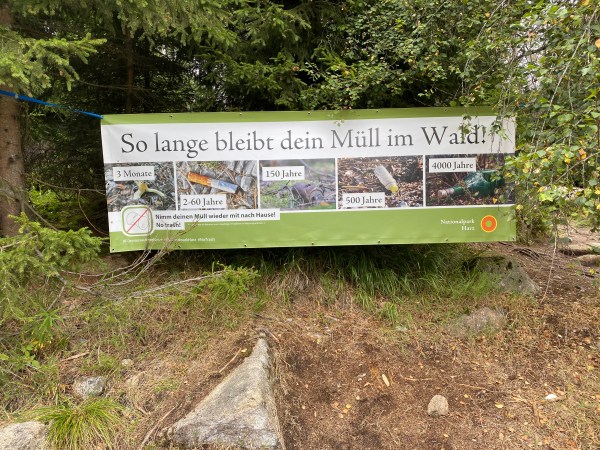 So lange bleibt dein Müll im Wald!
3 Monate
2-60 Jahre
150 Jahre
500 Jahre
4000 Jahre
Nimm deinen Müll wieder mit nach Hause!
No trash!
Nationalpark
Harz